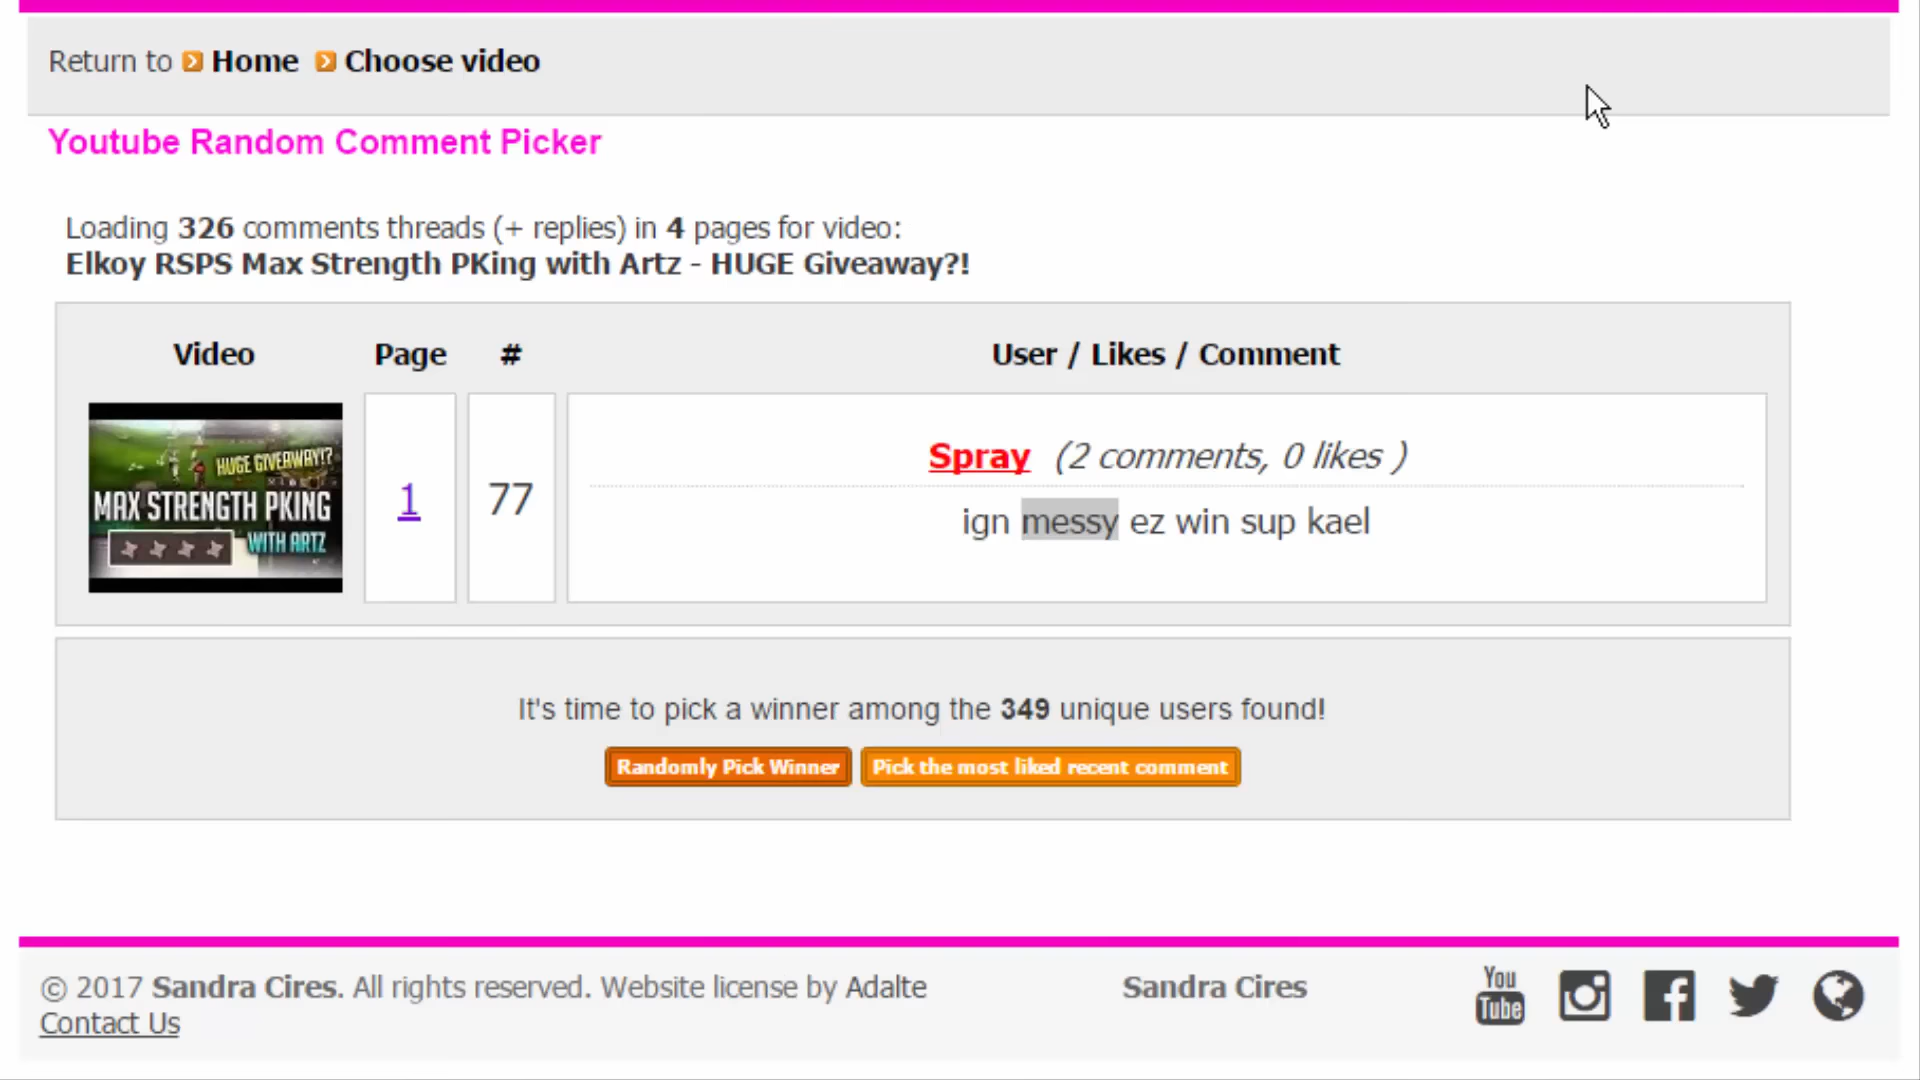 Return to Home Choose video
Youtube Random Comment Picker
Loading 326 comments threads (+ replies) in 4 pages for video:
Elkoy RSPS Max Strength PKing with Artz - HUGE Giveaway?!
Video Page # User / Likes / Comment
HUGE GIVEAWAY!?
MAX STRENGTH PKING
WITH ARTZ
1
77
Spray (2 comments, 0 likes )
ign messy ez win sup kael
It's time to pick a winner among the 349 unique users found!
Randomly Pick Winner Pick the most liked recent comment
© 2017 Sandra Cires. All rights reserved. Website license by Adalte
Contact Us
Sandra Cires
You
Tube